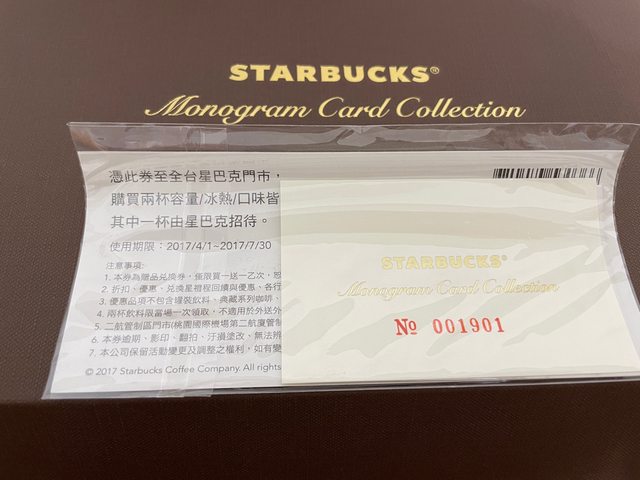 STARBUCKS®
Monogram Card Collection
憑此券至全台星巴克門市，
購買兩杯容量/冰熱/口味皆
其中一杯由星巴克招待。
使用期限：2017/4/1~2017/7/30
注意事項:
1. 本券為贈品兌換券，僅限買一送一乙次，恕
2. 折扣、優惠、兌換星禮程回饋與優惠、各行
3. 優惠品項不包含罐裝飲料、典藏系列咖啡、
4. 兩杯飲料限當場一次領取，不適用於外送外
5. 二航管制區門市(桃園國際機場第二航廈管制
6. 本券逾期、影印、翻拍、汙損塗改、無法辨
7. 本公司保留活動變更及調整之權利，如有變
© 2017 Starbucks Coffee Company. All rights
STARBUCKS®
Monogram Card Collection
№ 001901